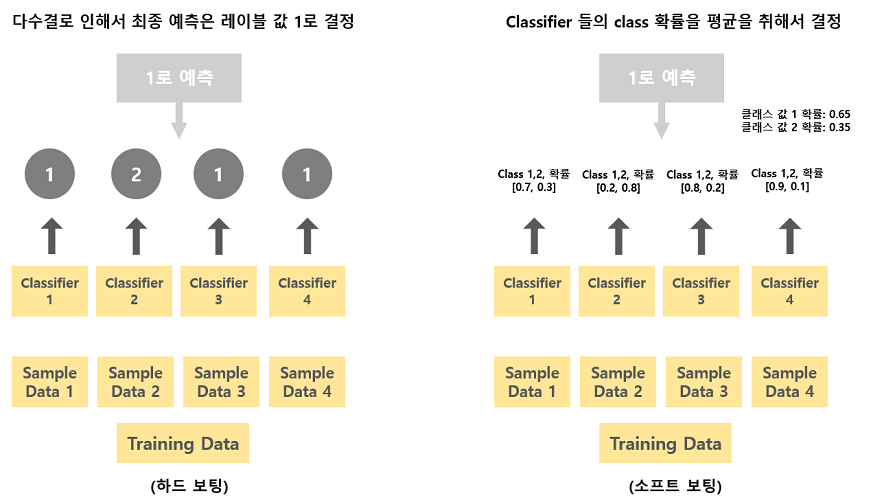 다수결로 인해서 최종 예측은 레이블 값 1로 결정
1로 예측
1
2
1
1
Classifier
1
Classifier
2
Classifier
3
Classifier
4
Sample
Data 1
Sample
Data 2
Sample
Data 3
Sample
Data 4
Training Data
(하드 보팅)
Classifier 들의 class 확률을 평균을 취해서 결정
1로 예측
클래스 값 1 확률: 0.65
클래스 값 2 확률: 0.35
Class 1,2, 확률
[0.7, 0.3]
Class 1,2, 확률
[0.2, 0.8]
Class 1,2, 확률
[0.8, 0.2]
Class 1,2, 확률
[0.9, 0.1]
Classifier
1
Classifier
2
Classifier
3
Classifier
4
Sample
Data 1
Sample
Data 2
Sample
Data 3
Sample
Data 4
Training Data
(소프트 보팅)